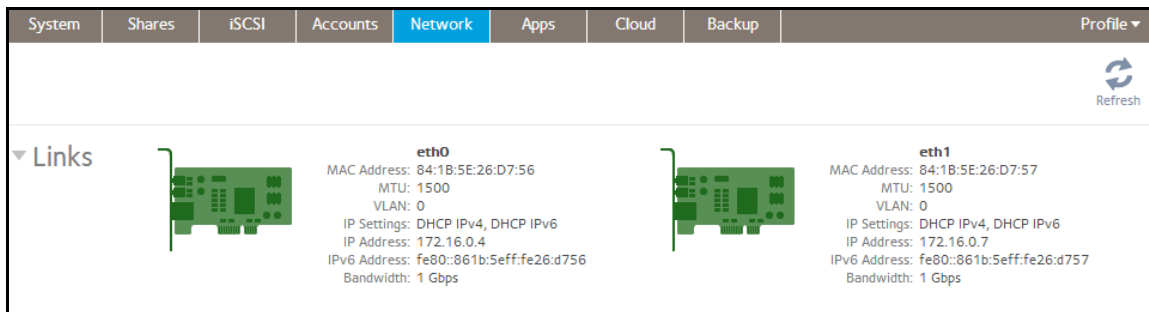 System Shares iSCSI Accounts Network Apps Cloud Backup Profile
Refresh
Links
eth0
MAC Address: 84:1B:5E:26:D7:56
MTU: 1500
VLAN: 0
IP Settings: DHCP IPv4, DHCP IPv6
IP Address: 172.16.0.4
IPv6 Address: fe80::861b:5eff:fe26:d756
Bandwidth: 1 Gbps
eth1
MAC Address: 84:1B:5E:26:D7:57
MTU: 1500
VLAN: 0
IP Settings: DHCP IPv4, DHCP IPv6
IP Address: 172.16.0.7
IPv6 Address: fe80::861b:5eff:fe26:d757
Bandwidth: 1 Gbps